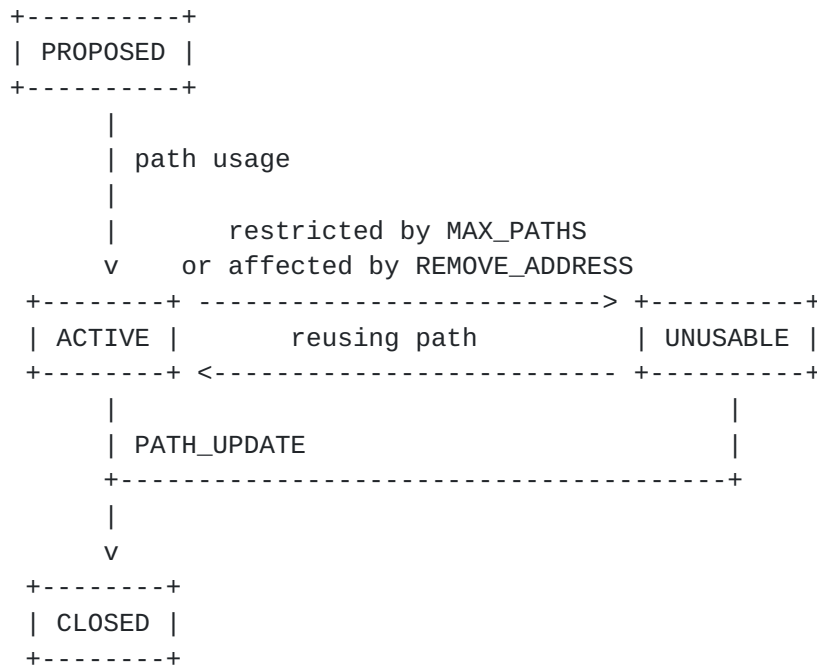 PROPOSED
path usage
restricted by MAX_PATHS
or affected by REMOVE_ADDRESS
ACTIVE reusing path UNUSABLE
PATH_UPDATE
CLOSED